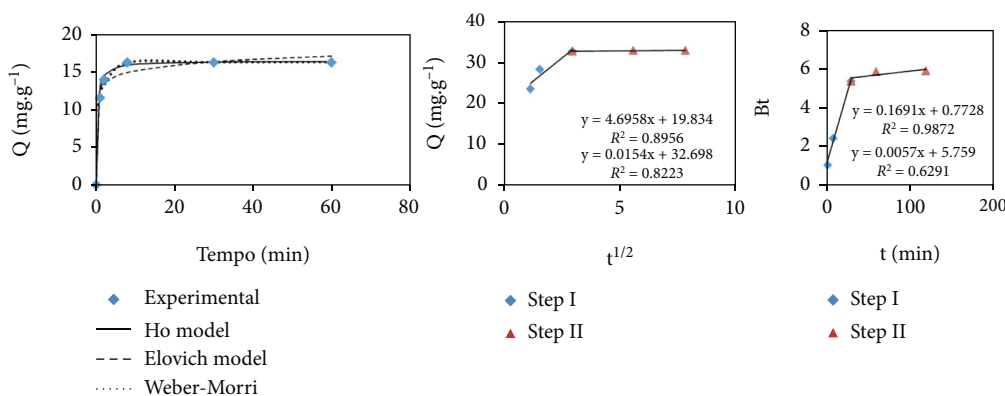 Q (mg.g⁻¹)
20
15
10
5
0
0 20 40 60 80
Tempo (min)
Experimental
Ho model
Elovich model
Weber-Morri
Q (mg.g⁻¹)
40
30
20
10
0
y = 4.6958x + 19.834
R² = 0.8956
y = 0.0154x + 32.698
R² = 0.8223
0 5 10
t^1/2
Step I
Step II
Bt
8
6
4
2
0
y = 0.1691x + 0.7728
R² = 0.9872
y = 0.0057x + 5.759
R² = 0.6291
0 100 200
t (min)
Step I
Step II